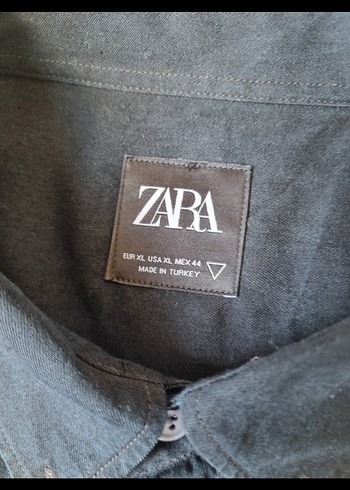 ZARA
EUR XL USA XL MEX 44
MADE IN TURKEY